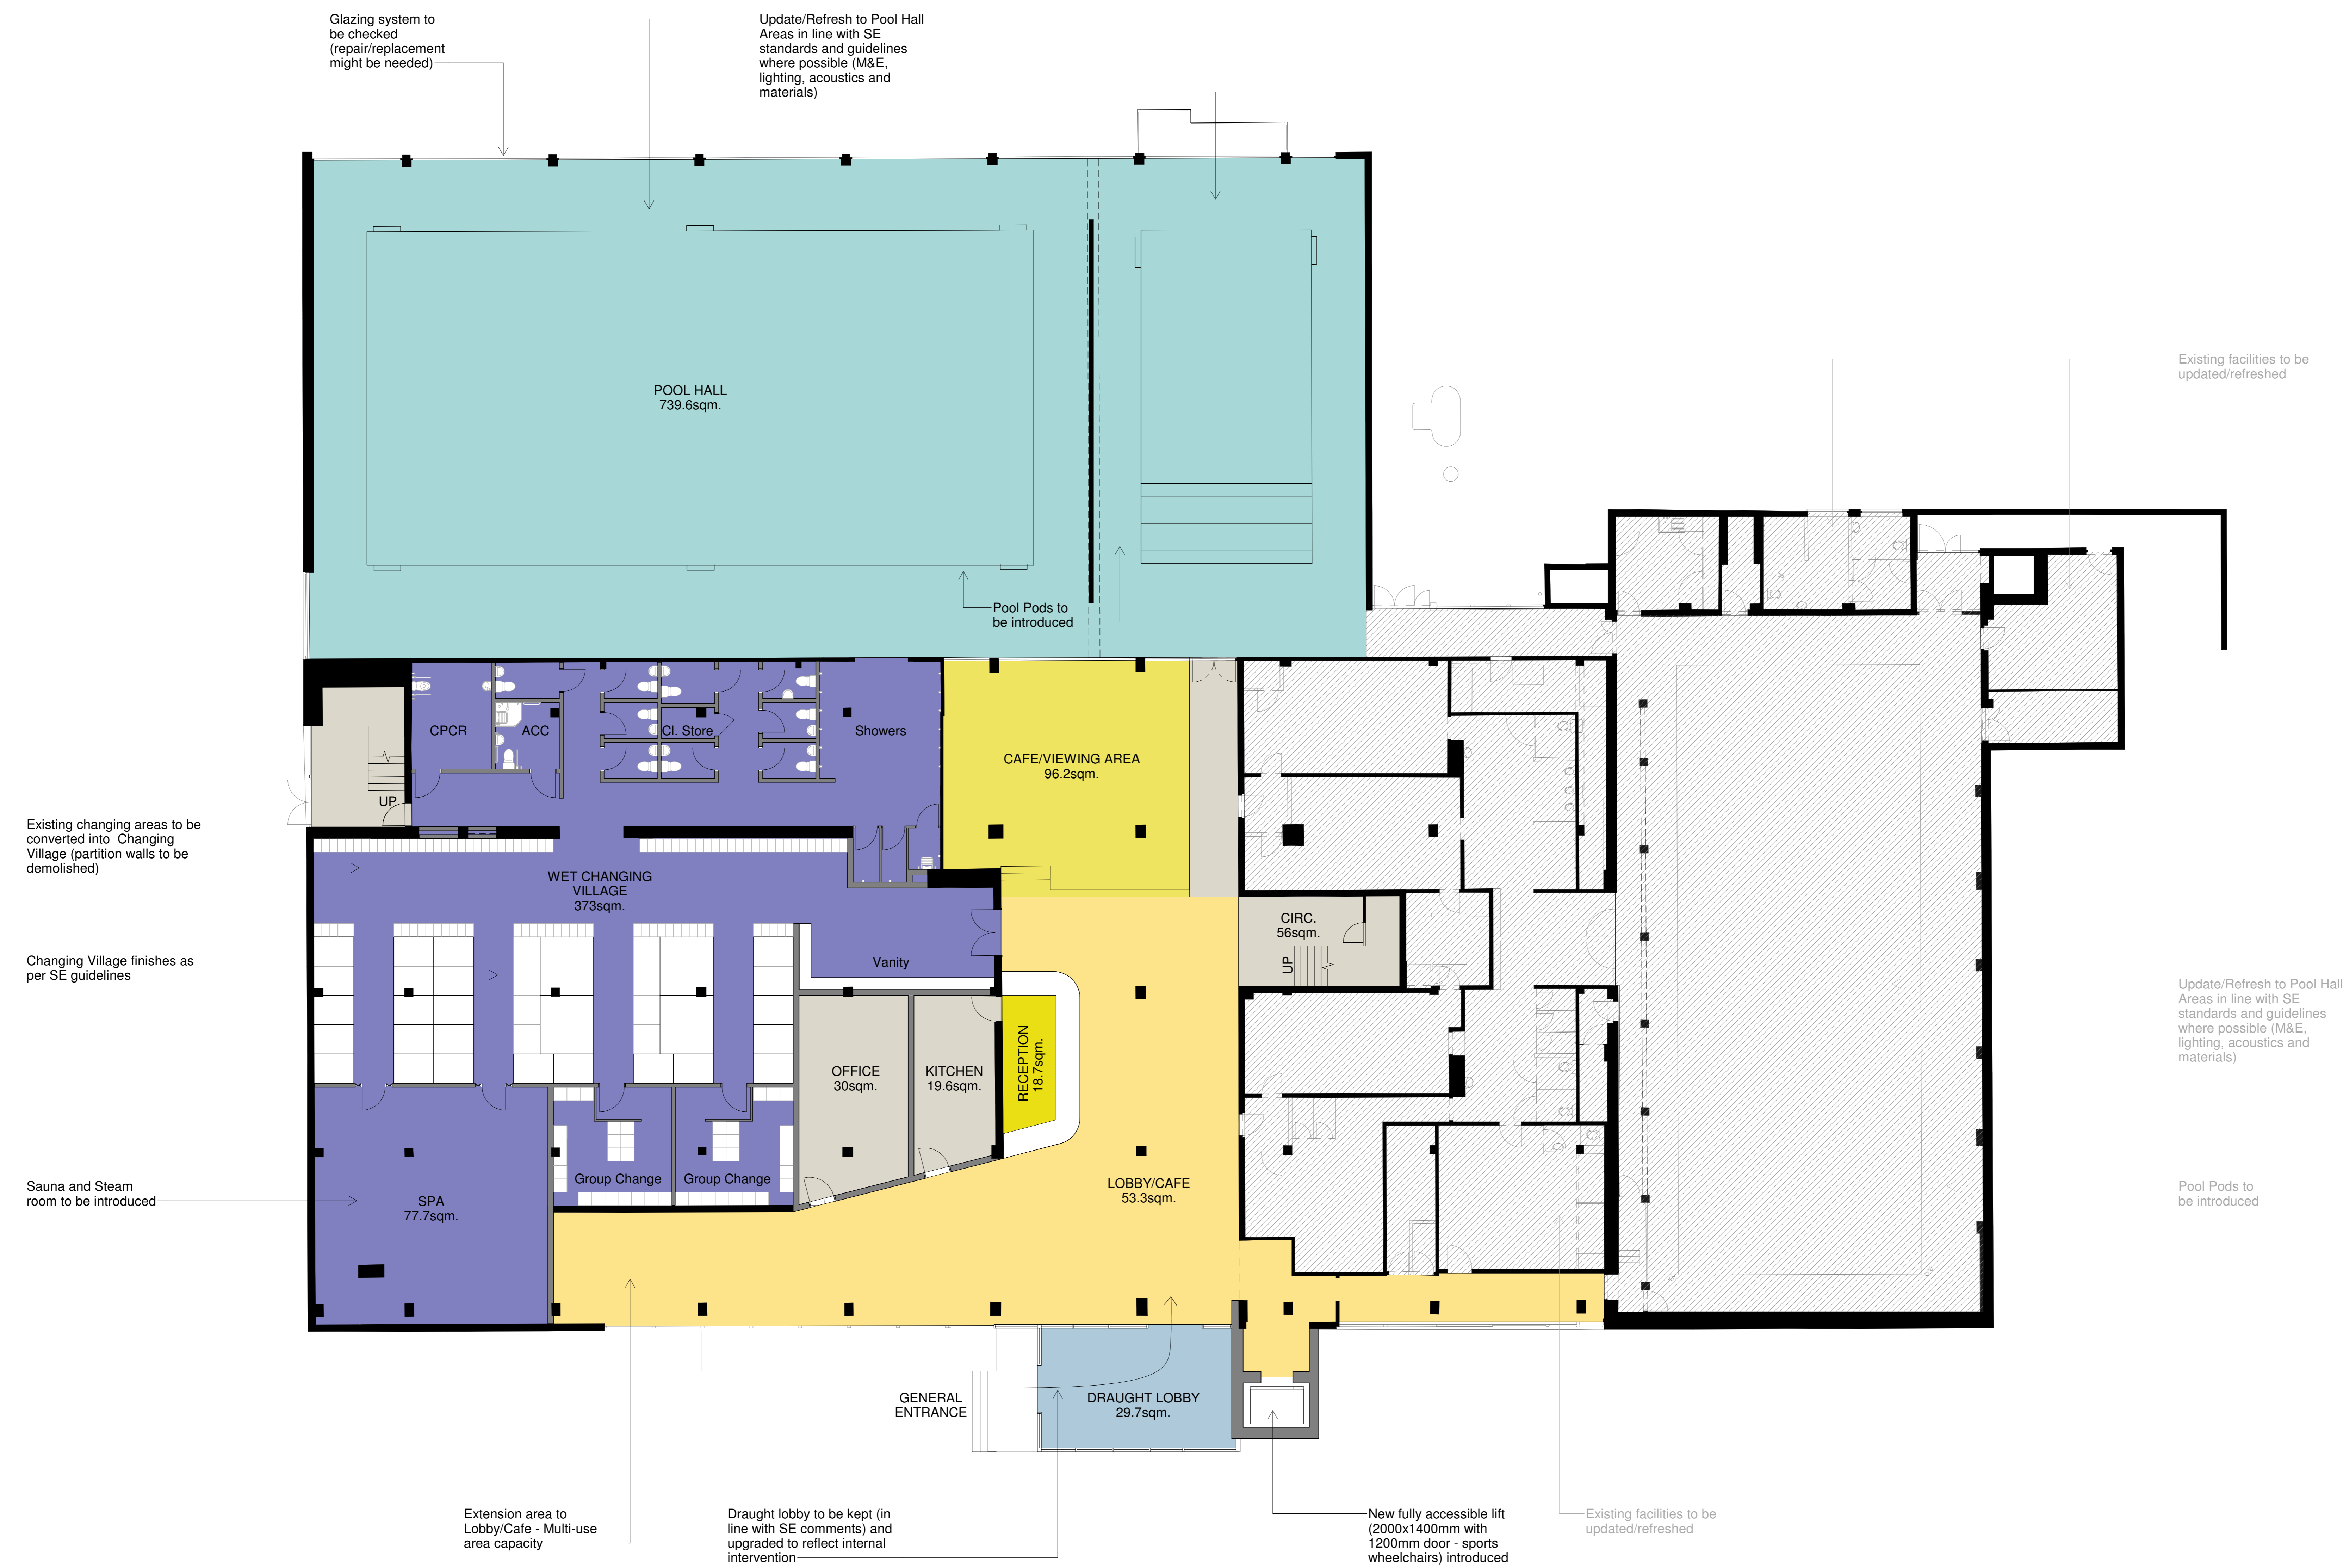 Glazing system to
be checked
(repair/replacement
might be needed)
Update/Refresh to Pool Hall
Areas in line with SE
standards and guidelines
where possible (M&E,
lighting, acoustics and
materials)
Existing facilities to be
updated/refreshed
POOL HALL
739.6sqm.
Pool Pods to
be introduced
CPCR
ACC
Cl. Store
Showers
UP
CAFE/VIEWING AREA
96.2sqm.
Existing changing areas to be
converted into Changing
Village (partition walls to be
demolished)
WET CHANGING
VILLAGE
373sqm.
CIRC.
56sqm.
UP
Changing Village finishes as
per SE guidelines
Vanity
Update/Refresh to Pool Hall
Areas in line with SE
standards and guidelines
where possible (M&E,
lighting, acoustics and
materials)
OFFICE
30sqm.
KITCHEN
19.6sqm.
RECEPTION
18.7sqm.
Sauna and Steam
room to be introduced
SPA
77.7sqm.
Group Change
Group Change
LOBBY/CAFE
53.3sqm.
Pool Pods to
be introduced
GENERAL
ENTRANCE
DRAUGHT LOBBY
29.7sqm.
Extension area to
Lobby/Cafe - Multi-use
area capacity
Draught lobby to be kept (in
line with SE comments) and
upgraded to reflect internal
intervention
New fully accessible lift
(2000x1400mm with
1200mm door - sports
wheelchairs) introduced
Existing facilities to be
updated/refreshed